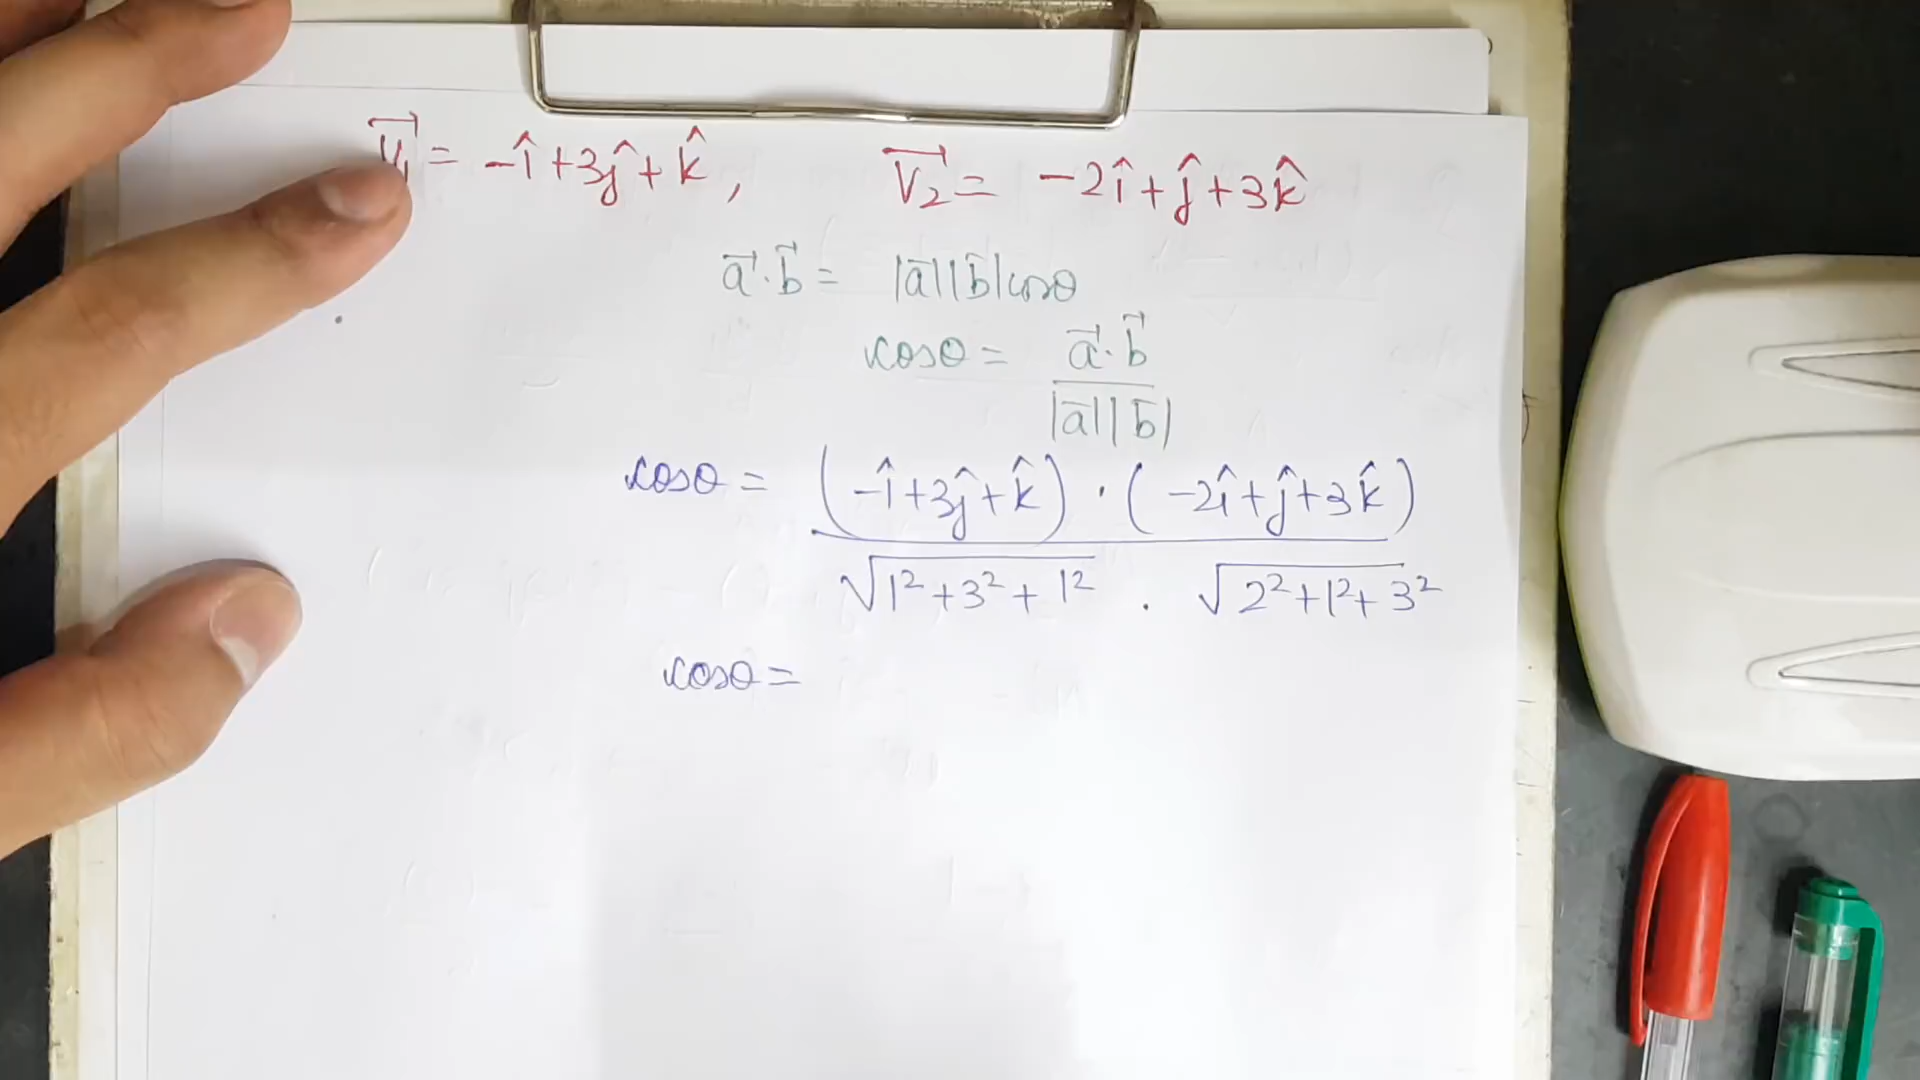 V₁ = -î + 3ĵ + k̂ , V₂ = -2î + ĵ + 3k̂
a⃗ · b⃗ = |a⃗||b⃗| cosθ
cosθ = a⃗ · b⃗ / |a⃗||b⃗|
cosθ = (-î + 3ĵ + k̂) · (-2î + ĵ + 3k̂) / √1² + 3² + 1² . √2² + 1² + 3²
cosθ =